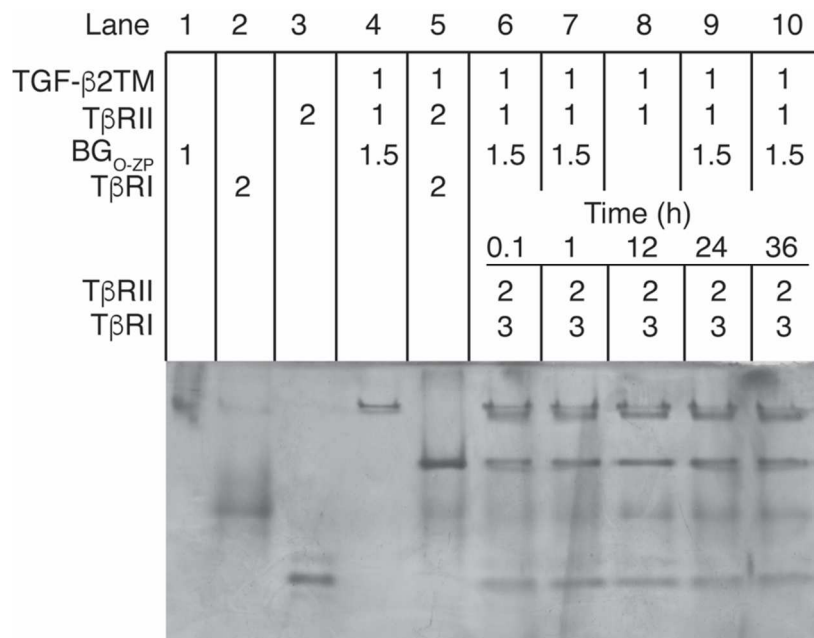 Lane 1 2 3 4 5 6 7 8 9 10
TGF-β2TM 1 1 1 1 1 1 1
TβRII 2 1 2 1 1 1 1 1
BG_O-ZP 1 1.5 1.5 1.5 1.5 1.5
TβRI 2 2
Time (h)
0.1 1 12 24 36
TβRII 2 2 2 2 2
TβRI 3 3 3 3 3